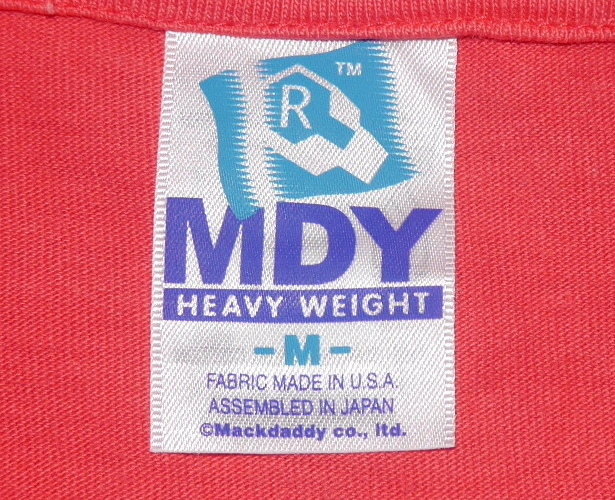 TM
R
MDY
HEAVY WEIGHT
-M-
FABRIC MADE IN U.S.A.
ASSEMBLED IN JAPAN
©Mackdaddy co., ltd.